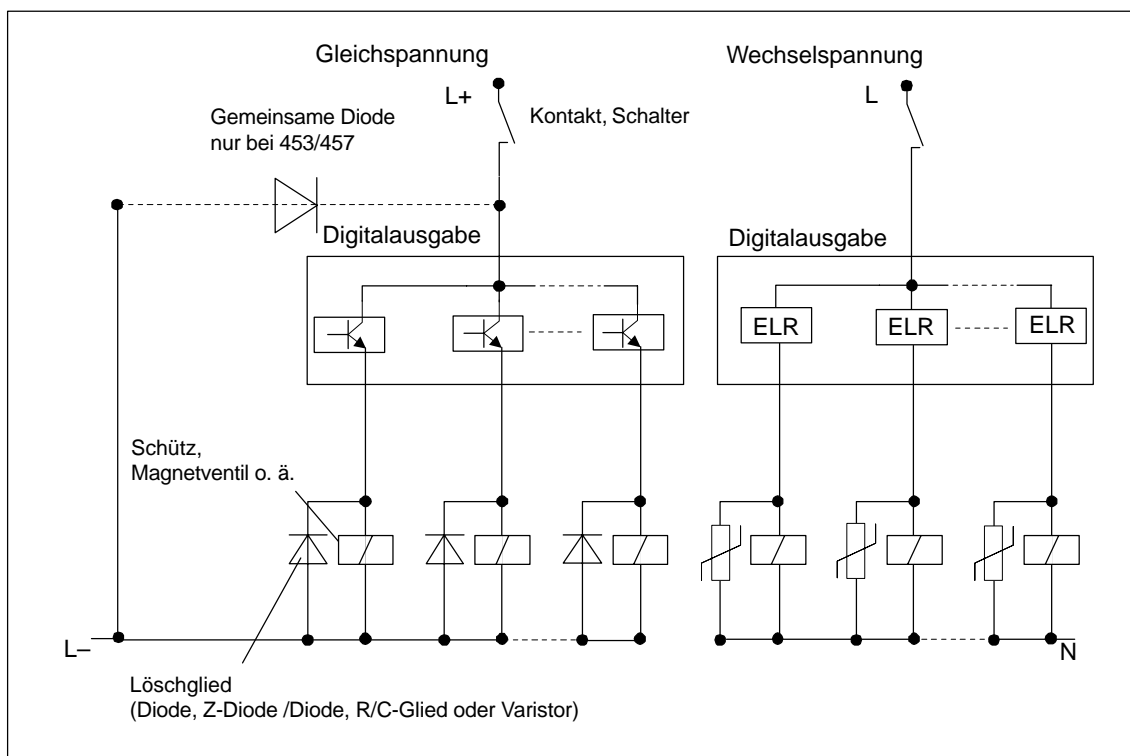 Gleichspannung
Wechselspannung
L+
L
Gemeinsame Diode
nur bei 453/457
Kontakt, Schalter
Digitalausgabe
Digitalausgabe
ELR
ELR
ELR
Schütz,
Magnetventil o. ä.
L–
N
Löschglied
(Diode, Z-Diode /Diode, R/C-Glied oder Varistor)